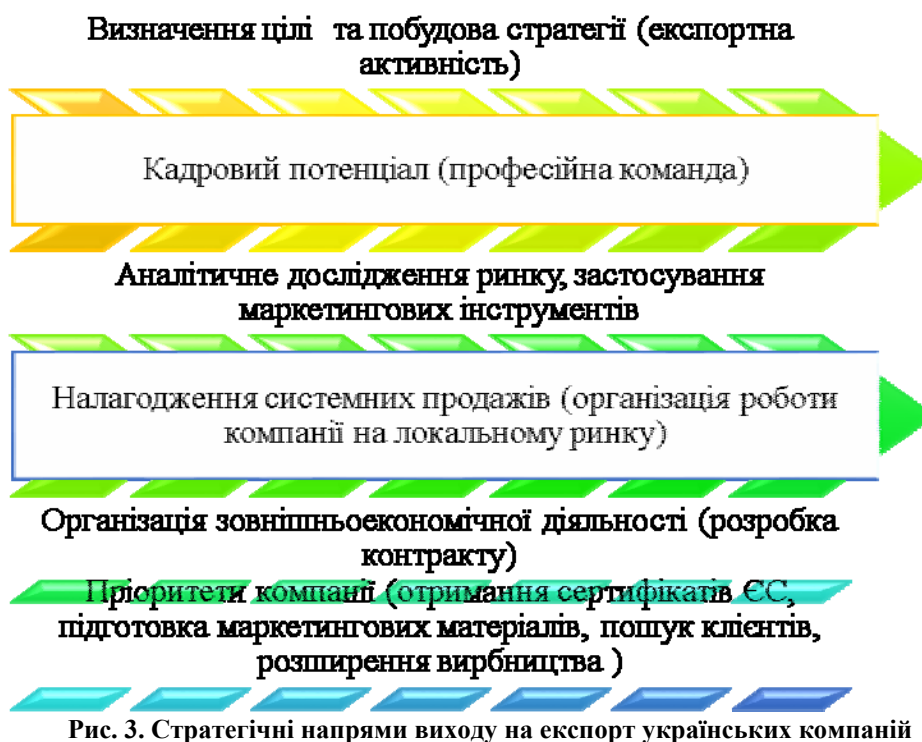 Визначення цілі та побудова стратегії (експортна
активність)
Кадровий потенціал (професійна команда)
Аналітичне дослідження ринку, застосування
маркетингових інструментів
Налагодження системних продажів (організація роботи
компанії на локальному ринку)
Організація зовнішньоекономічної діяльності (розробка
контракту)
Пріоритети компанії (отримання сертифікатів ЄС,
підготовка маркетингових матеріалів, пошук клієнтів,
розширення вирбництва )
Рис. 3. Стратегічні напрями виходу на експорт українських компаній